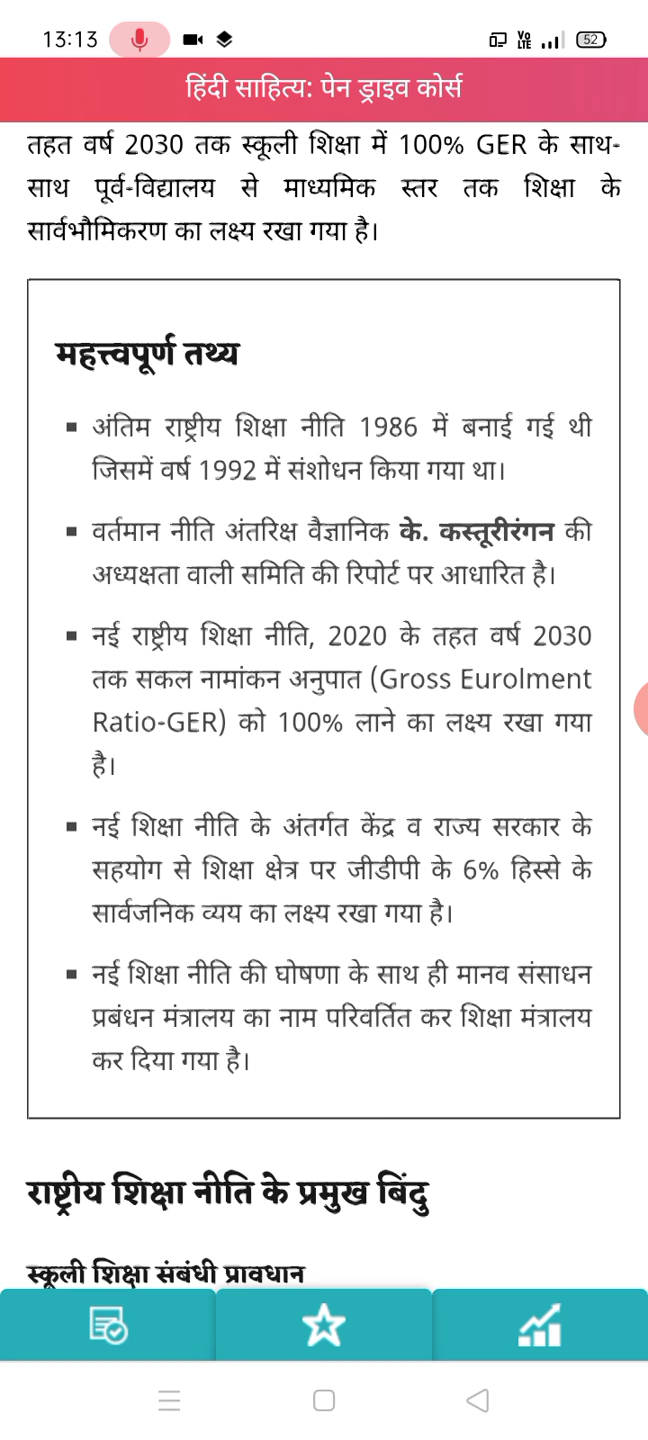 13:13
Vo LTE
52
हिंदी साहित्य: पेन ड्राइव कोर्स
तहत वर्ष 2030 तक स्कूली शिक्षा में 100% GER के साथ-
साथ पूर्व-विद्यालय से माध्यमिक स्तर तक शिक्षा के
सार्वभौमिकरण का लक्ष्य रखा गया है।
महत्त्वपूर्ण तथ्य
▪ अंतिम राष्ट्रीय शिक्षा नीति 1986 में बनाई गई थी
जिसमें वर्ष 1992 में संशोधन किया गया था।
▪ वर्तमान नीति अंतरिक्ष वैज्ञानिक के. कस्तूरीरंगन की
अध्यक्षता वाली समिति की रिपोर्ट पर आधारित है।
▪ नई राष्ट्रीय शिक्षा नीति, 2020 के तहत वर्ष 2030
तक सकल नामांकन अनुपात (Gross Eurolment
Ratio-GER) को 100% लाने का लक्ष्य रखा गया
है।
▪ नई शिक्षा नीति के अंतर्गत केंद्र व राज्य सरकार के
सहयोग से शिक्षा क्षेत्र पर जीडीपी के 6% हिस्से के
सार्वजनिक व्यय का लक्ष्य रखा गया है।
▪ नई शिक्षा नीति की घोषणा के साथ ही मानव संसाधन
प्रबंधन मंत्रालय का नाम परिवर्तित कर शिक्षा मंत्रालय
कर दिया गया है।
राष्ट्रीय शिक्षा नीति के प्रमुख बिंदु
स्कूली शिक्षा संबंधी प्रावधान